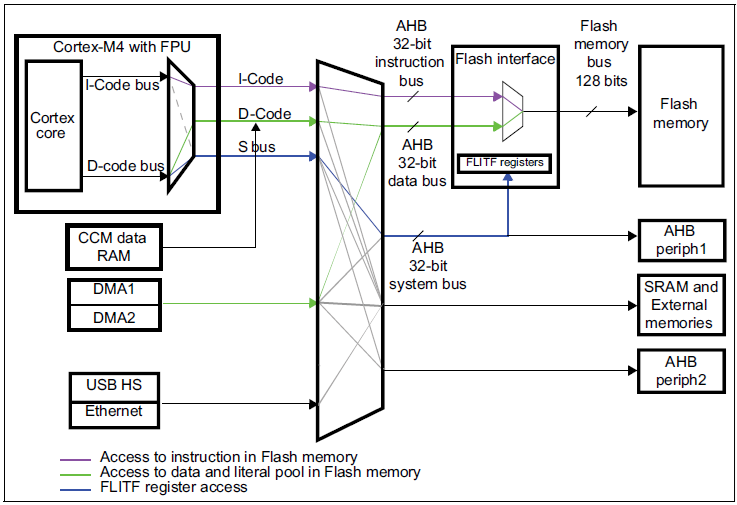 Cortex-M4 with FPU
Cortex
core
I-Code bus
D-code bus
I-Code
D-Code
S bus
CCM data
RAM
DMA1
DMA2
USB HS
Ethernet
AHB
32-bit
instruction
bus
AHB
32-bit
data bus
AHB
32-bit
system bus
Flash interface
FLITF registers
Flash
memory
bus
128 bits
Flash
memory
AHB
periph1
SRAM and
External
memories
AHB
periph2
Access to instruction in Flash memory
Access to data and literal pool in Flash memory
FLITF register access